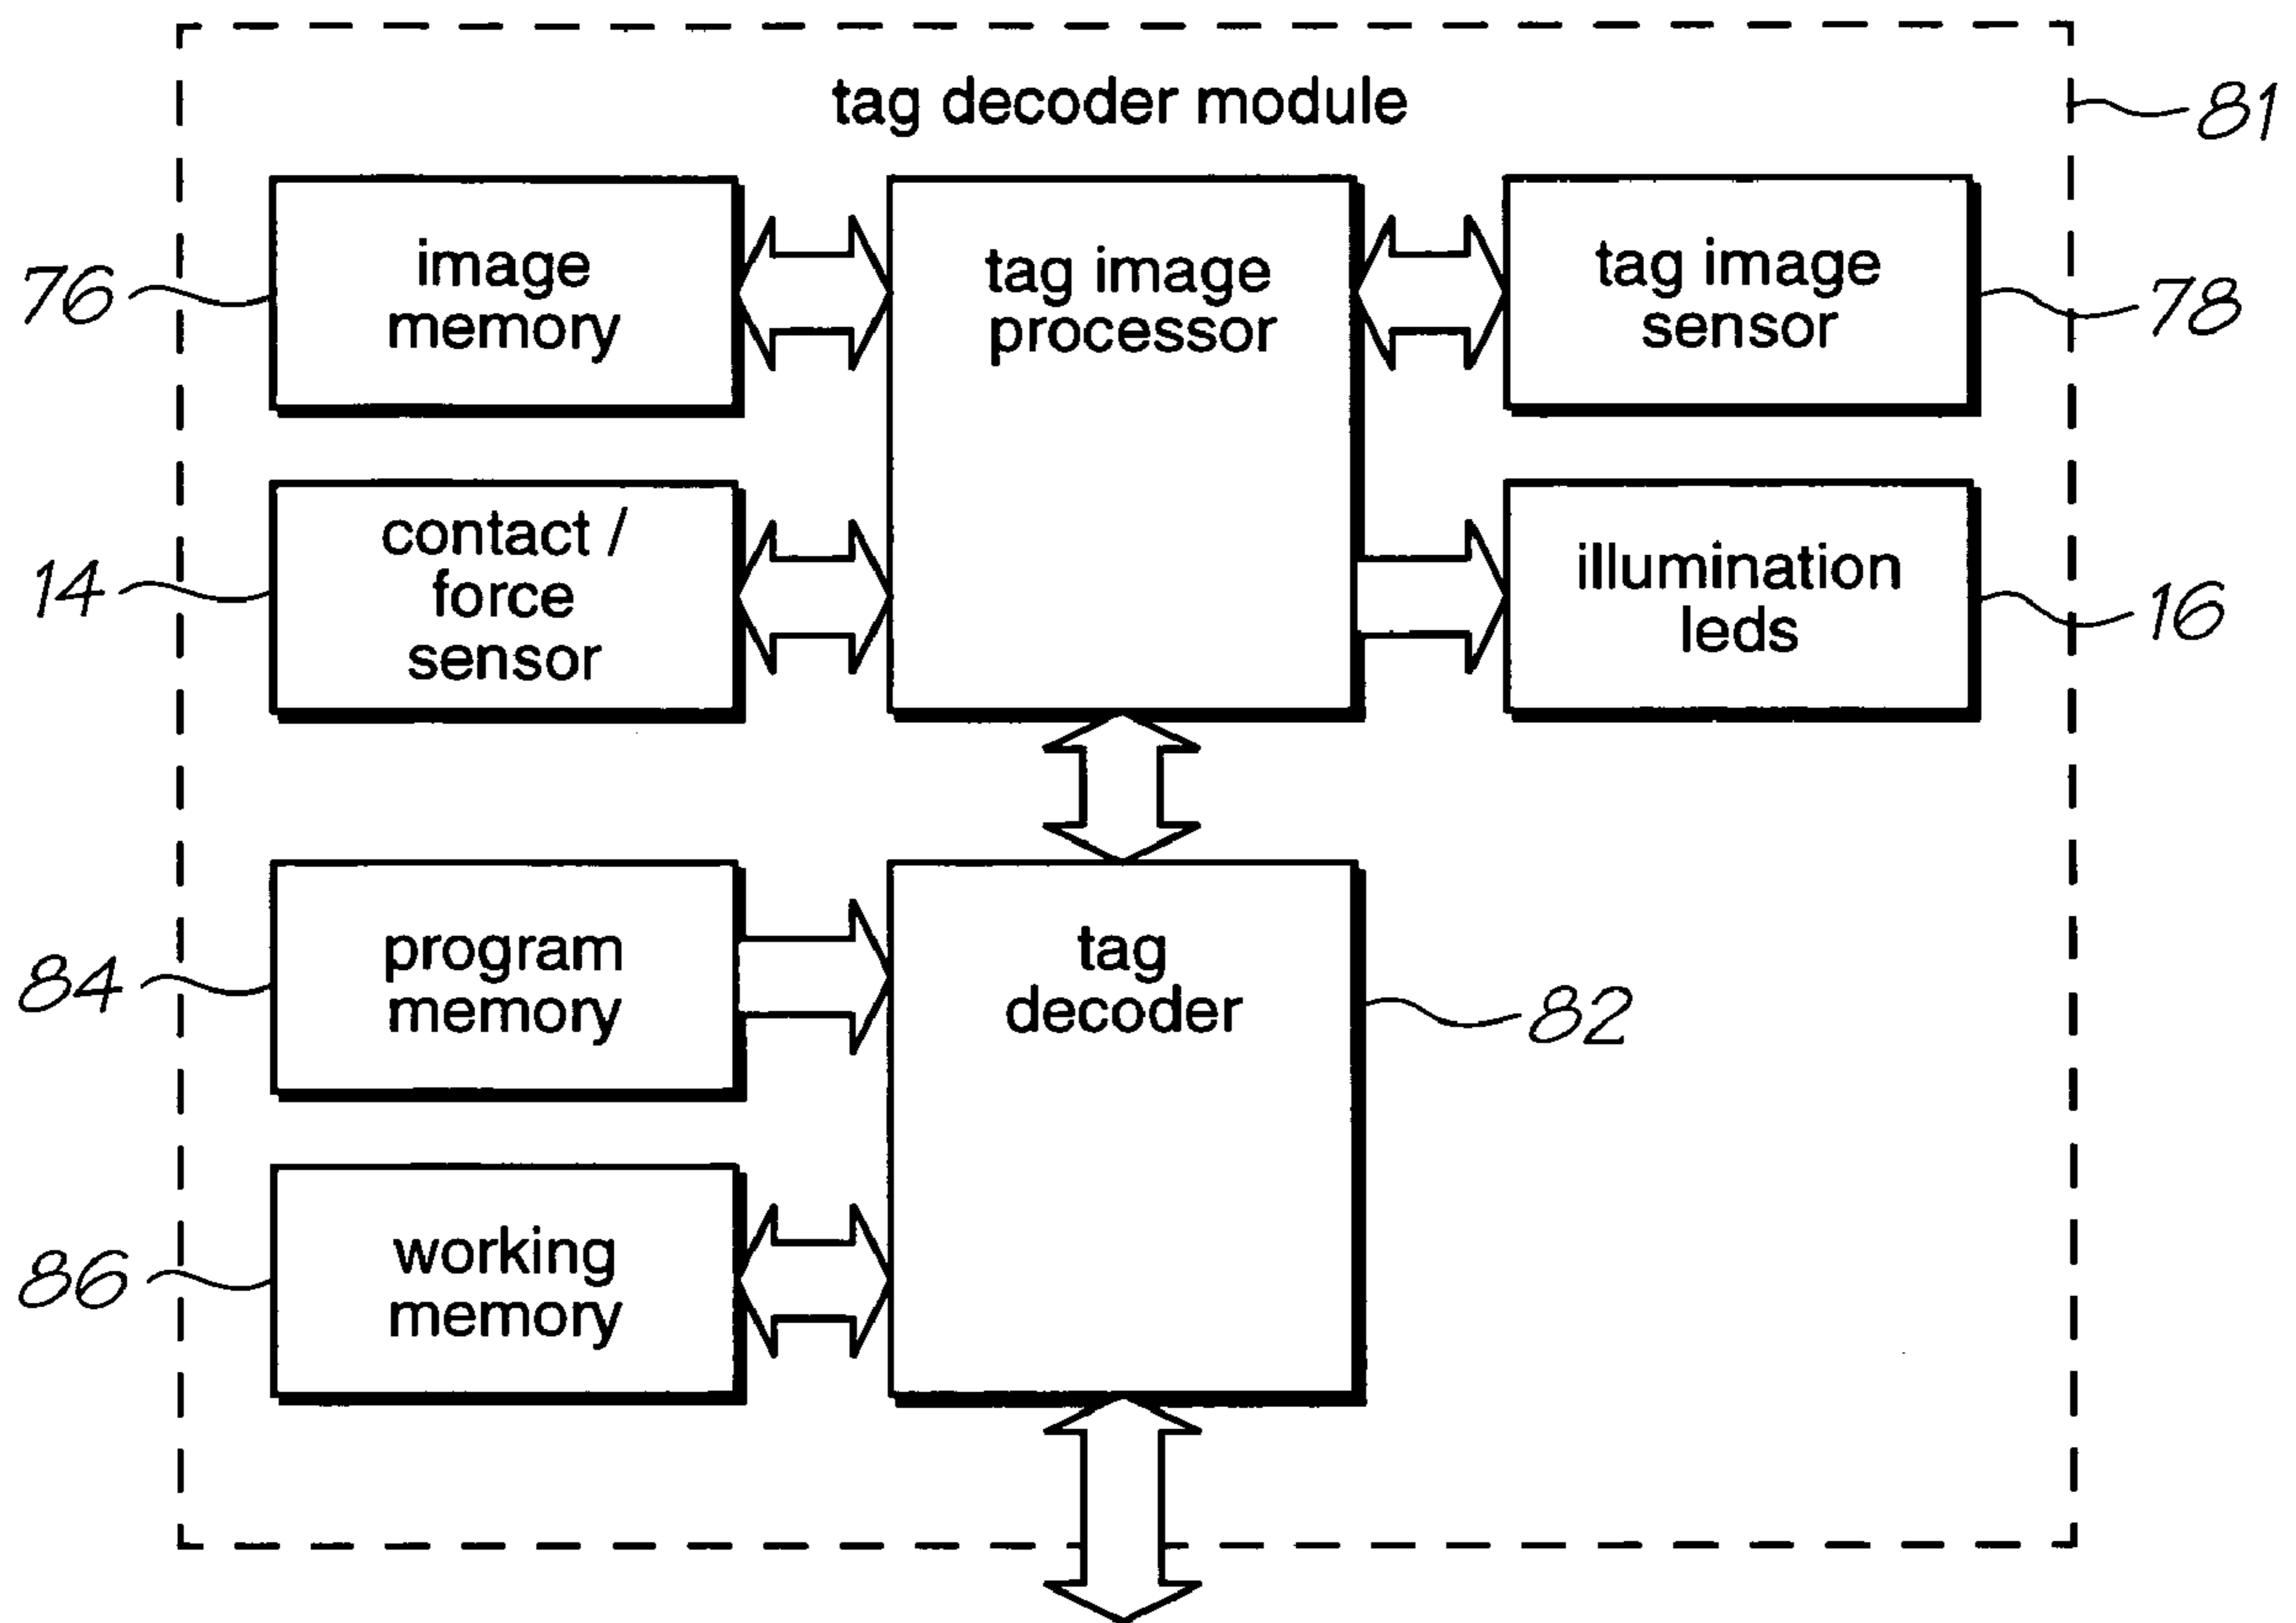 tag decoder module
81
image
memory
76
tag image
processor
tag image
sensor
78
contact /
force
sensor
14
illumination
leds
16
program
memory
84
tag
decoder
82
working
memory
86